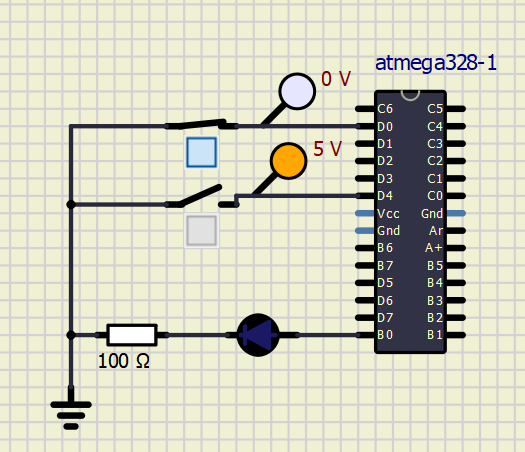 atmega328-1
0 V
5 V
C6 C5
D0 C4
D1 C3
D2 C2
D3 C1
D4 C0
Vcc Gnd
Gnd Ar
B6 A+
B7 B5
D5 B4
D6 B3
D7 B2
B0 B1
100 Ω